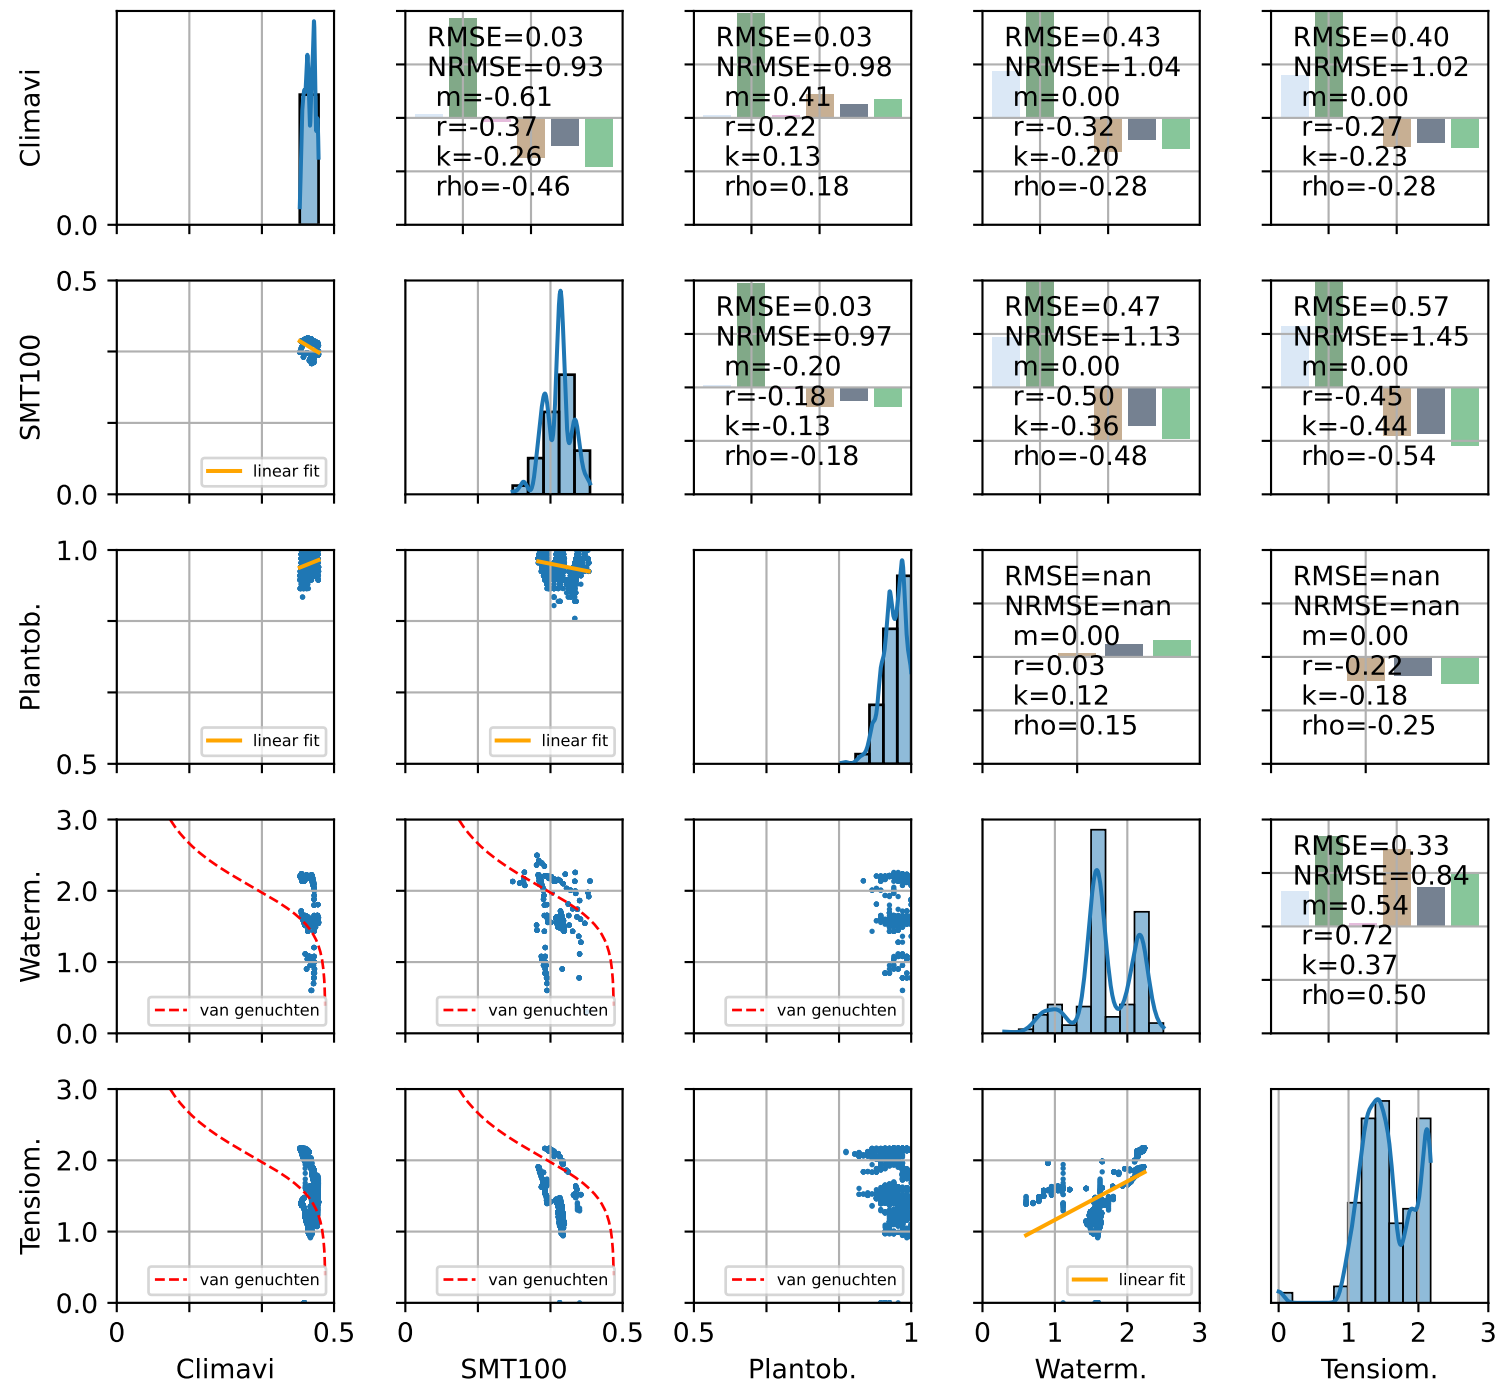 Climavi
0.0
RMSE=0.03
NRMSE=0.93
m=-0.61
r=-0.37
k=-0.26
rho=-0.46
RMSE=0.03
NRMSE=0.98
m=0.41
r=0.22
k=0.13
rho=0.18
RMSE=0.43
NRMSE=1.04
m=0.00
r=-0.32
k=-0.20
rho=-0.28
RMSE=0.40
NRMSE=1.02
m=0.00
r=-0.27
k=-0.23
rho=-0.28
SMT100
0.5
0.0
linear fit
RMSE=0.03
NRMSE=0.97
m=-0.20
r=-0.18
k=-0.13
rho=-0.18
RMSE=0.47
NRMSE=1.13
m=0.00
r=-0.50
k=-0.36
rho=-0.48
RMSE=0.57
NRMSE=1.45
m=0.00
r=-0.45
k=-0.44
rho=-0.54
Plantob.
1.0
0.5
linear fit
linear fit
RMSE=nan
NRMSE=nan
m=0.00
r=0.03
k=0.12
rho=0.15
RMSE=nan
NRMSE=nan
m=0.00
r=-0.22
k=-0.18
rho=-0.25
Waterm.
3.0
2.0
1.0
0.0
van genuchten
van genuchten
van genuchten
RMSE=0.33
NRMSE=0.84
m=0.54
r=0.72
k=0.37
rho=0.50
Tensiom.
3.0
2.0
1.0
0.0
van genuchten
van genuchten
van genuchten
linear fit
0 0.5
0 0.5
0.5 1
0 1 2 3
0 1 2 3
Climavi
SMT100
Plantob.
Waterm.
Tensiom.